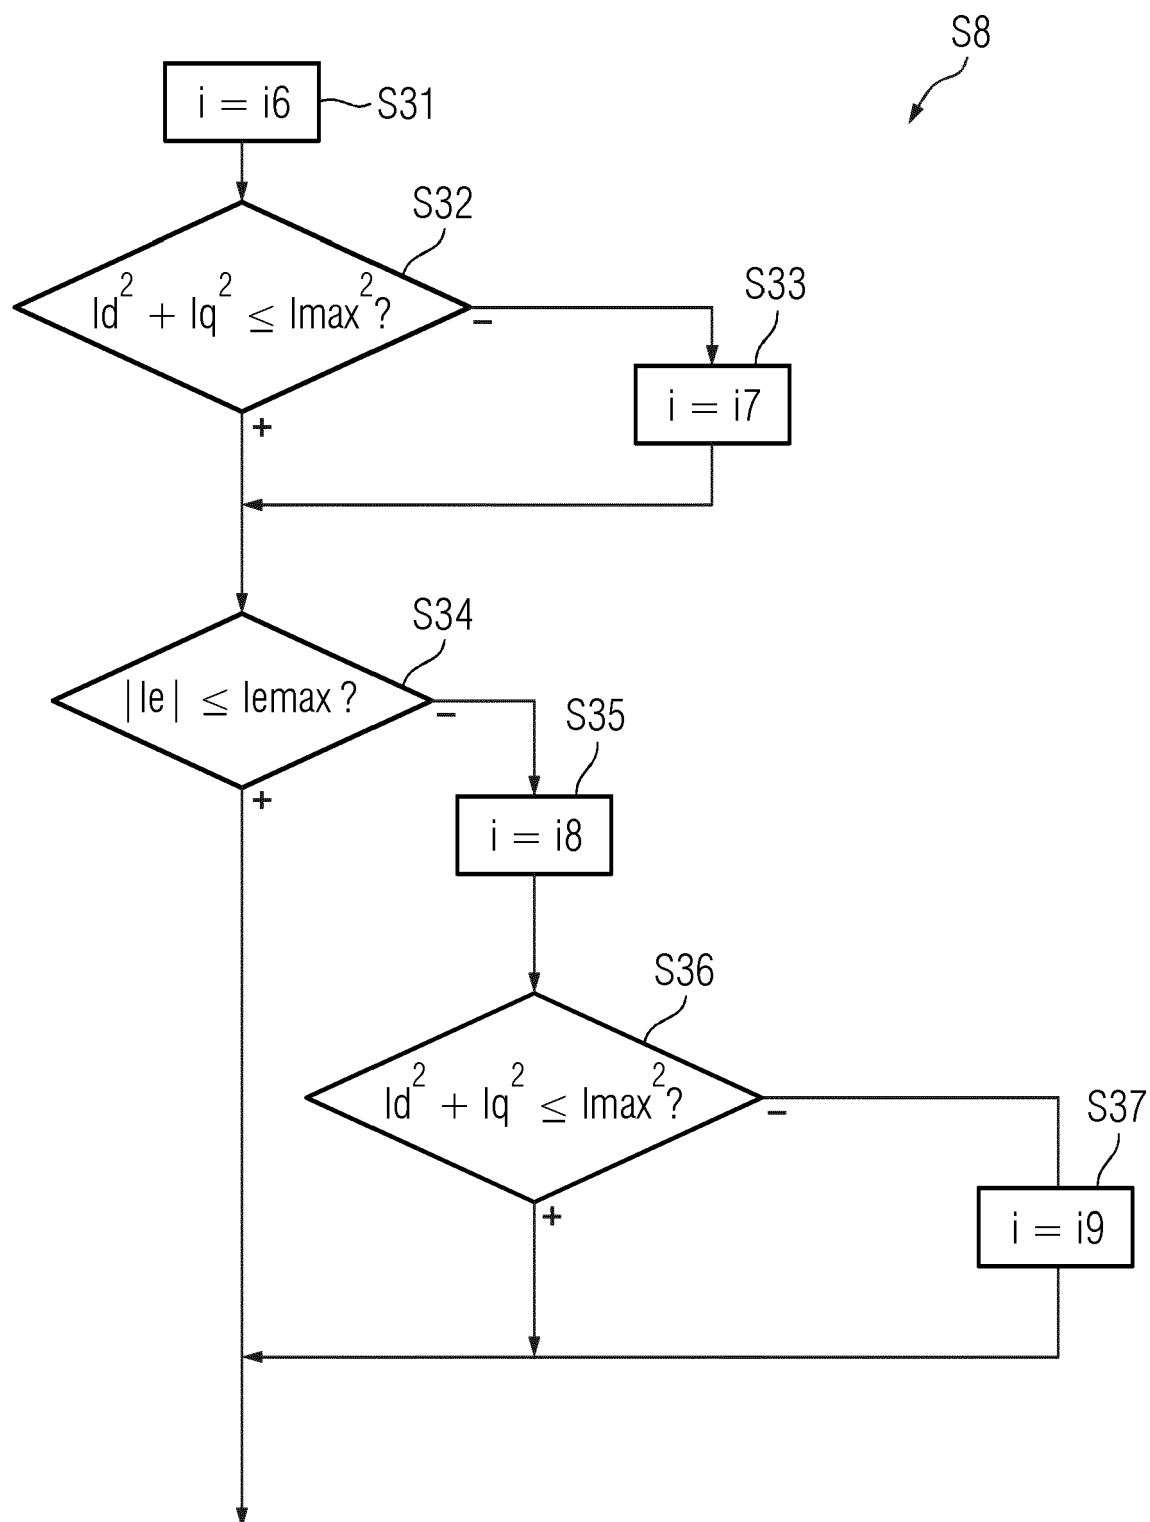 S8
i = i6
S31
S32
Id² + Iq² ≤ Imax²?
−
S33
i = i7
+
S34
|Ie| ≤ Iemax?
−
S35
+
i = i8
S36
Id² + Iq² ≤ Imax²?
−
S37
+
i = i9